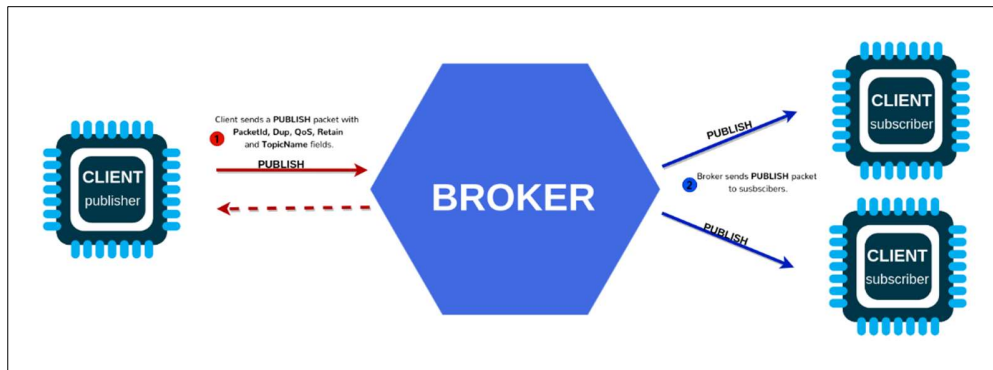 Client sends a PUBLISH packet with
1 PacketId, Dup, QoS, Retain
and TopicName fields.
PUBLISH
CLIENT
publisher
BROKER
PUBLISH
2 Broker sends PUBLISH packet
to susbscibers.
PUBLISH
CLIENT
subscriber
CLIENT
subscriber